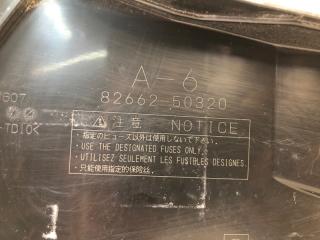 A-6
82662-50320
⚠ 注意 NOTICE
・指定のヒューズ以外は使用しないで下さい。
・USE THE DESIGNATED FUSES ONLY.
・UTILISEZ SEULEMENT LES FUSIBLES DESIGNES.
・只能使用指定的保险丝.